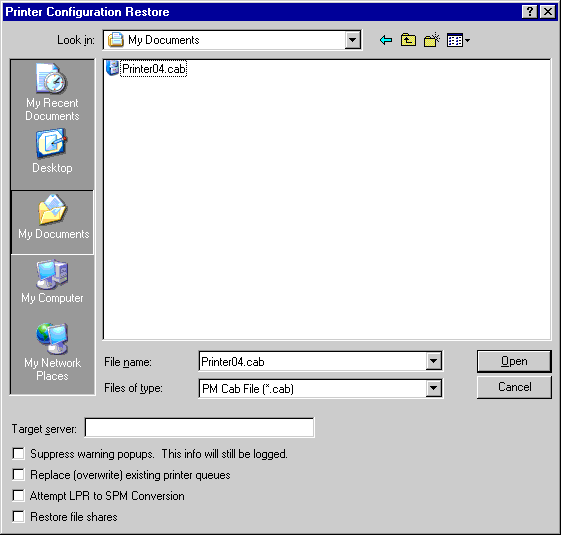 Printer Configuration Restore
Look in:
My Documents
Printer04.cab
My Recent
Documents
Desktop
My Documents
My Computer
My Network
Places
File name:
Printer04.cab
Open
Files of type:
PM Cab File (*.cab)
Cancel
Target server:
Suppress warning popups. This info will still be logged.
Replace (overwrite) existing printer queues
Attempt LPR to SPM Conversion
Restore file shares